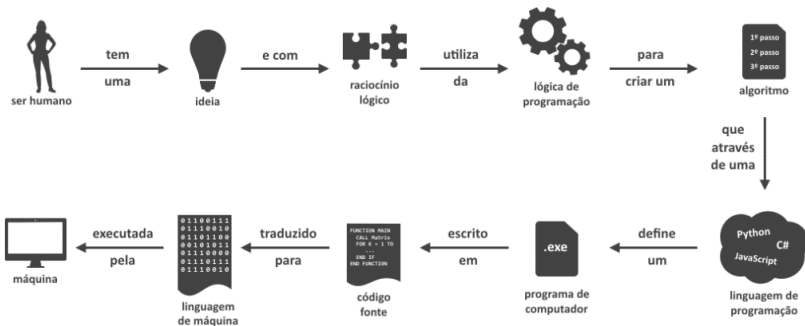 tem
uma
ser humano
e com
ideia
raciocínio
lógico
utiliza
da
lógica de
programação
para
criar um
1º passo
2º passo
3º passo
algoritmo
que
através
de uma
Python
C#
JavaScript
linguagem de
programação
define
um
.exe
programa de
computador
escrito
em
FUNCTION MAIN
CALL Matrix
FOR K = 1 TO
...
END IF
END FUNCTION
código
fonte
traduzido
para
01100111
01110010
01101100
00101011
01110000
01110111
01110010
linguagem
de máquina
executada
pela
máquina